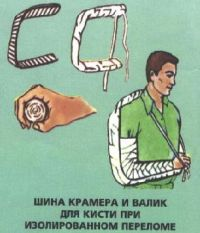 ШИНА КРАМЕРА И ВАЛИК
ДЛЯ КИСТИ ПРИ
ИЗОЛИРОВАННОМ ПЕРЕЛОМЕ